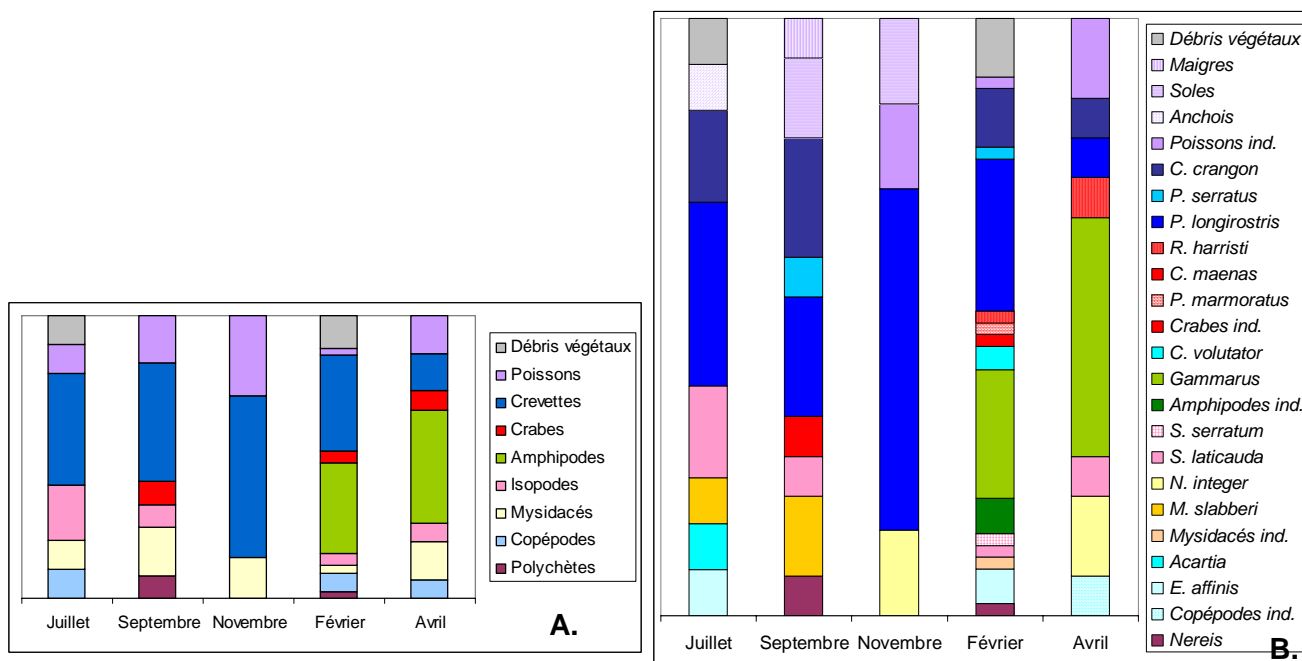 Débris végétaux
Poissons
Crevettes
Crabes
Amphipodes
Isopodes
Mysidacés
Copépodes
Polychètes
Juillet Septembre Novembre Février Avril
A.
Débris végétaux
Maigres
Soles
Anchois
Poissons ind.
C. crangon
P. serratus
P. longirostris
R. harristi
C. maenas
P. marmoratus
Crabes ind.
C. volutator
Gammarus
Amphipodes ind.
S. serratum
S. laticauda
N. integer
M. slabberi
Mysidacés ind.
Acartia
E. affinis
Copépodes ind.
Nereis
Juillet Septembre Novembre Février Avril
B.